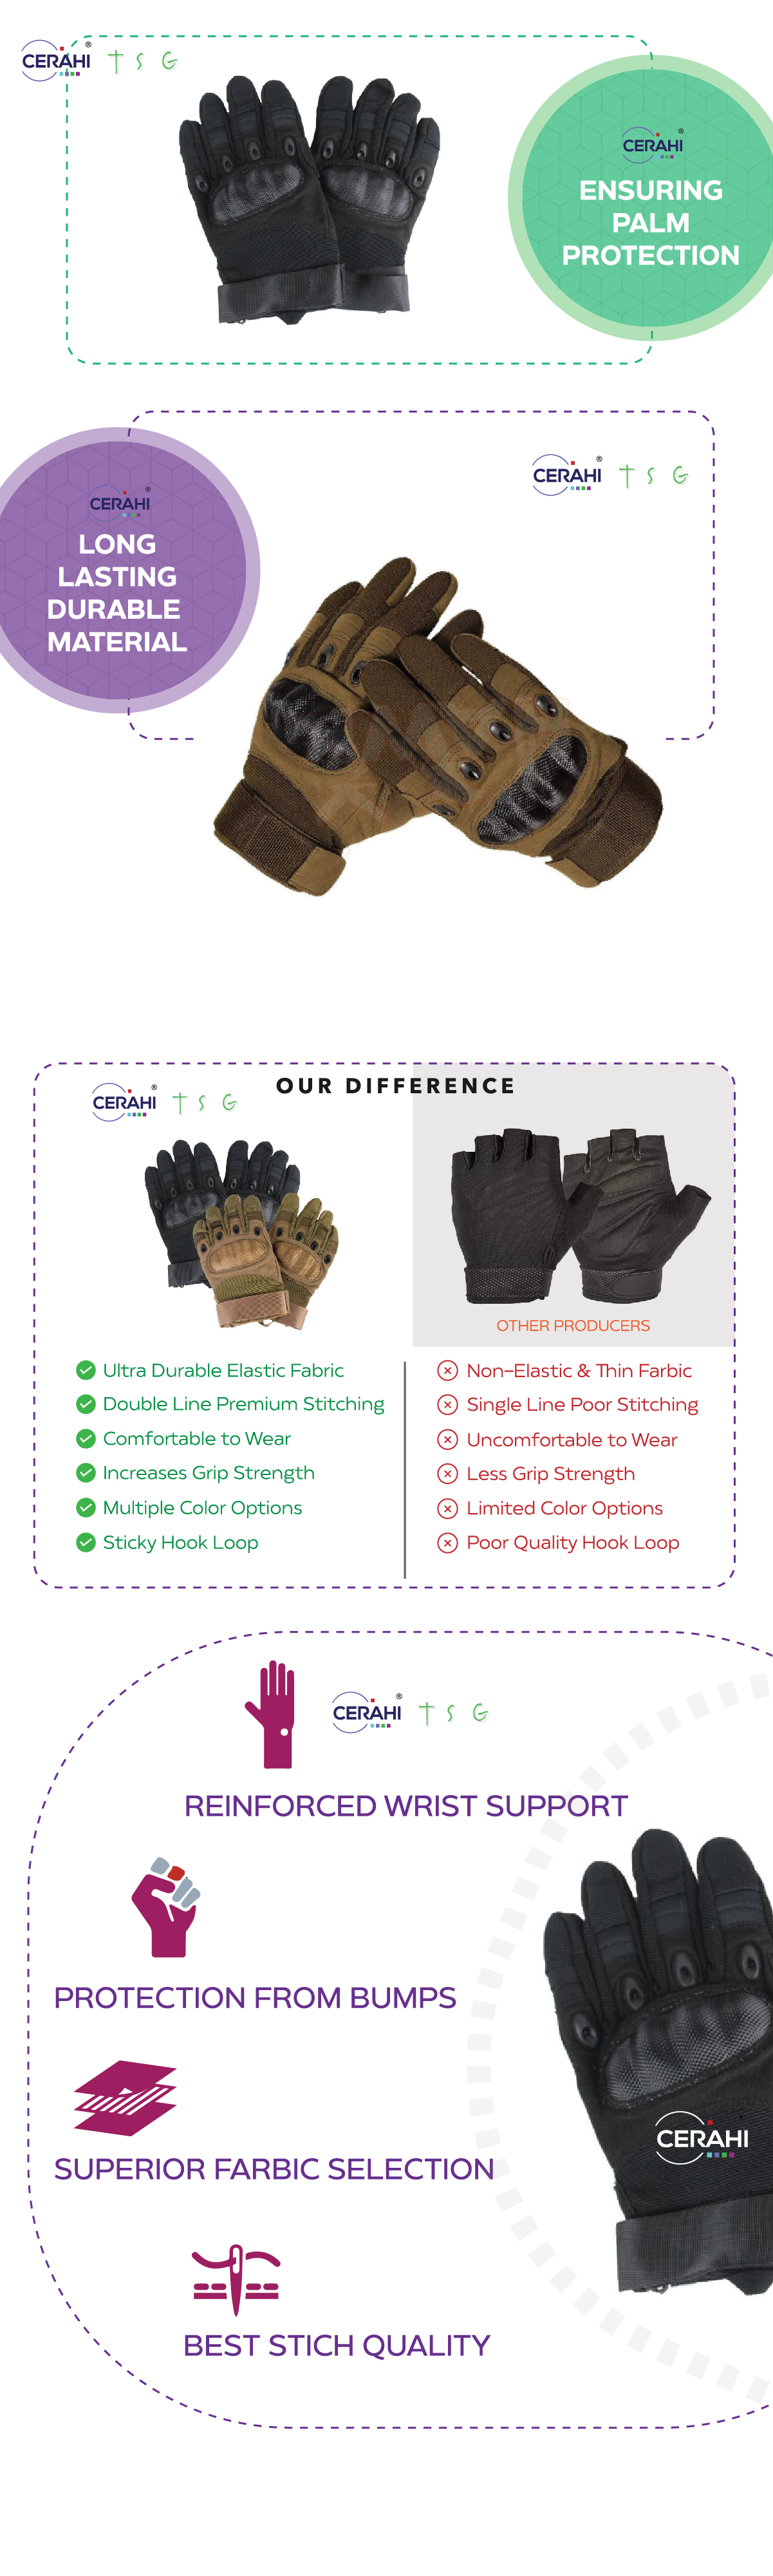 CERAHI ® T S G
CERAHI ®
ENSURING
PALM
PROTECTION
CERAHI ® T S G
CERAHI ®
LONG
LASTING
DURABLE
MATERIAL
OUR DIFFERENCE
CERAHI ® T S G
OTHER PRODUCERS
Ultra Durable Elastic Fabric
Double Line Premium Stitching
Comfortable to Wear
Increases Grip Strength
Multiple Color Options
Sticky Hook Loop
Non-Elastic & Thin Farbic
Single Line Poor Stitching
Uncomfortable to Wear
Less Grip Strength
Limited Color Options
Poor Quality Hook Loop
CERAHI ® T S G
REINFORCED WRIST SUPPORT
PROTECTION FROM BUMPS
CERAHI
SUPERIOR FARBIC SELECTION
BEST STICH QUALITY